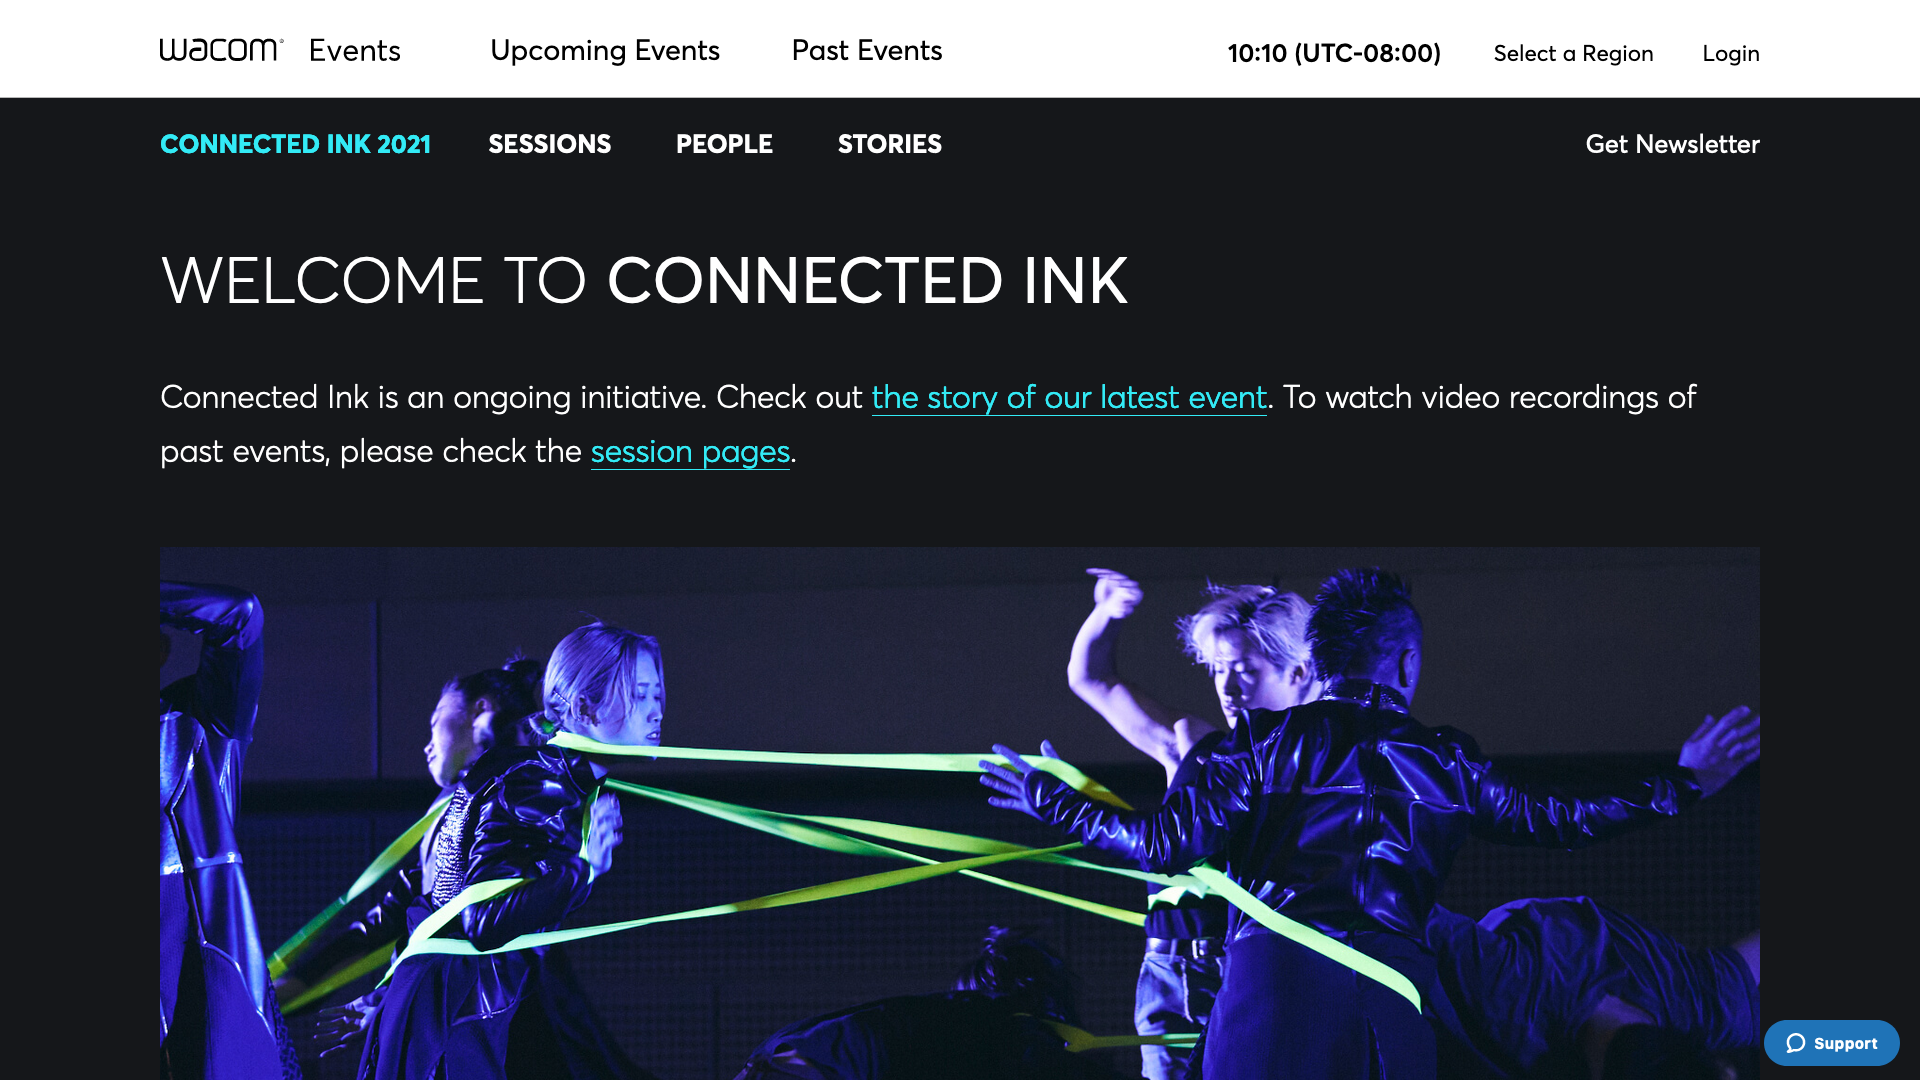 wacom® Events Upcoming Events Past Events 10:10 (UTC-08:00) Select a Region Login
CONNECTED INK 2021 SESSIONS PEOPLE STORIES Get Newsletter
WELCOME TO CONNECTED INK
Connected Ink is an ongoing initiative. Check out the story of our latest event. To watch video recordings of
past events, please check the session pages.
Support